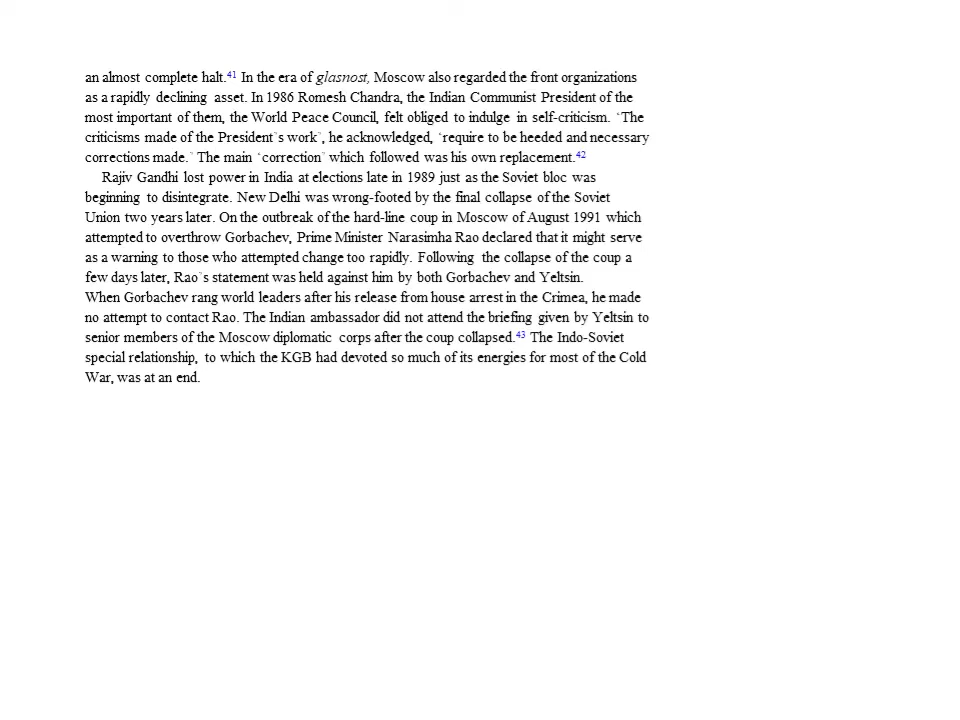 an almost complete halt.41 In the era of glasnost, Moscow also regarded the front organizations
as a rapidly declining asset. In 1986 Romesh Chandra, the Indian Communist President of the
most important of them, the World Peace Council, felt obliged to indulge in self-criticism. ‘The
criticisms made of the President’s work’, he acknowledged, ‘require to be heeded and necessary
corrections made.’ The main ‘correction’ which followed was his own replacement.42
Rajiv Gandhi lost power in India at elections late in 1989 just as the Soviet bloc was
beginning to disintegrate. New Delhi was wrong-footed by the final collapse of the Soviet
Union two years later. On the outbreak of the hard-line coup in Moscow of August 1991 which
attempted to overthrow Gorbachev, Prime Minister Narasimha Rao declared that it might serve
as a warning to those who attempted change too rapidly. Following the collapse of the coup a
few days later, Rao’s statement was held against him by both Gorbachev and Yeltsin.
When Gorbachev rang world leaders after his release from house arrest in the Crimea, he made
no attempt to contact Rao. The Indian ambassador did not attend the briefing given by Yeltsin to
senior members of the Moscow diplomatic corps after the coup collapsed.43 The Indo-Soviet
special relationship, to which the KGB had devoted so much of its energies for most of the Cold
War, was at an end.